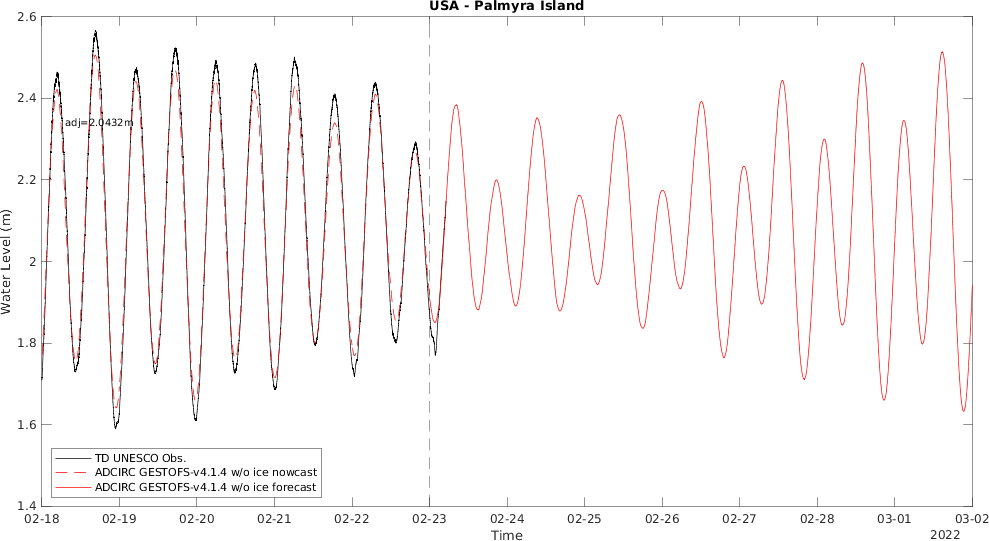 USA - Palmyra Island
2.6
2.4
2.2
2
1.8
1.6
1.4
Water Level (m)
adj=2.0432m
TD UNESCO Obs.
ADCIRC GESTOFS-v4.1.4 w/o ice nowcast
ADCIRC GESTOFS-v4.1.4 w/o ice forecast
02-18 02-19 02-20 02-21 02-22 02-23 02-24 02-25 02-26 02-27 02-28 03-01 03-02
Time
2022